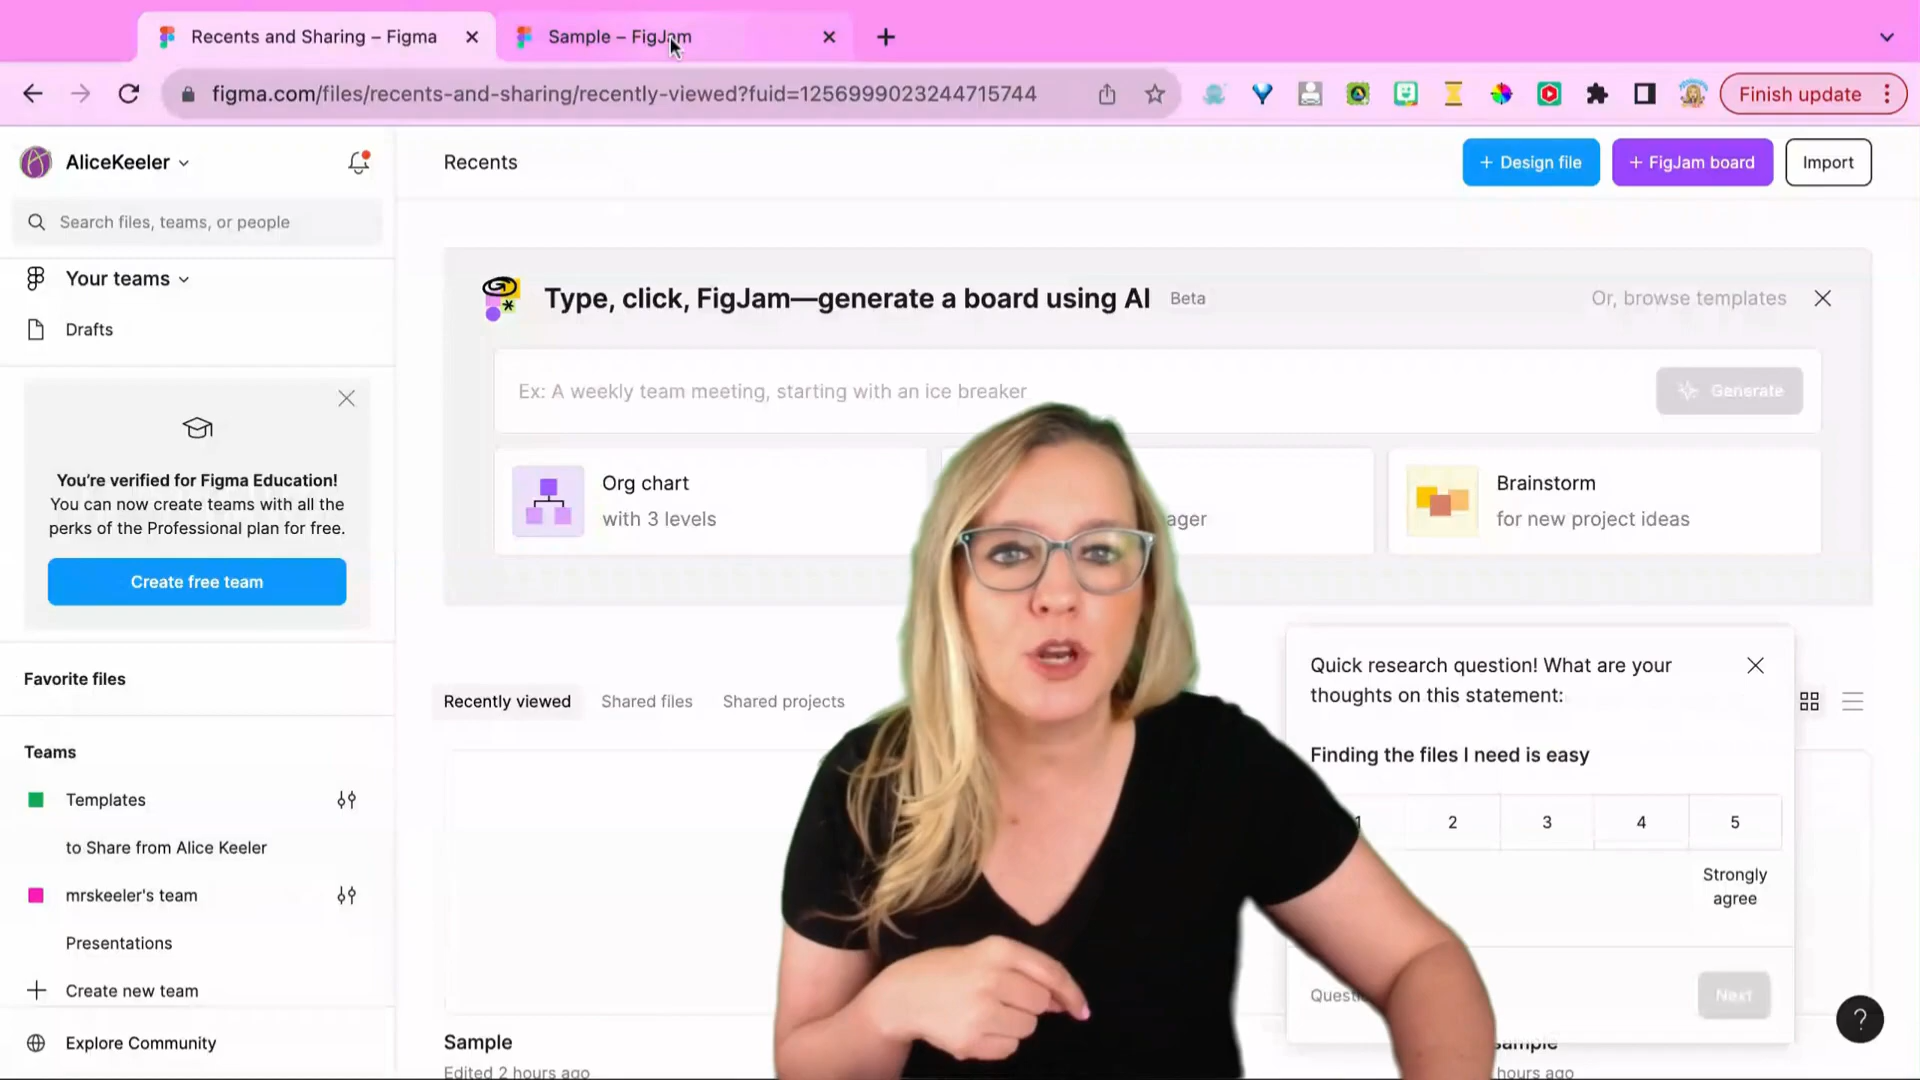 Recents and Sharing – Figma
Sample – FigJam
figma.com/files/recents-and-sharing/recently-viewed?fuid=1256999023244715744
Finish update
AliceKeeler
Recents
+ Design file
+ FigJam board
Import
Search files, teams, or people
Your teams
Drafts
Type, click, FigJam—generate a board using AI
Beta
Or, browse templates
Ex: A weekly team meeting, starting with an ice breaker
Generate
You're verified for Figma Education!
You can now create teams with all the
perks of the Professional plan for free.
Create free team
Org chart
with 3 levels
Brainstorm
for new project ideas
Favorite files
Recently viewed
Shared files
Shared projects
Quick research question! What are your
thoughts on this statement:
Finding the files I need is easy
1
2
3
4
5
Strongly
agree
Next
Teams
Templates
to Share from Alice Keeler
mrskeeler's team
Presentations
Create new team
Explore Community
Sample
Edited 2 hours ago
hours ago
?